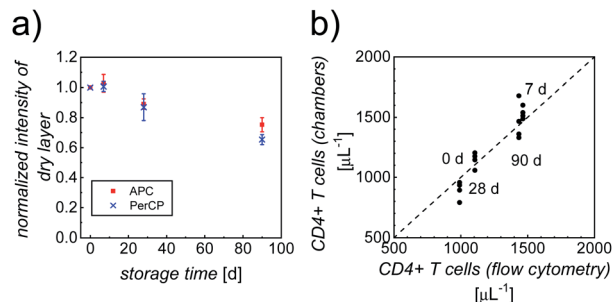 a)
normalized intensity of
dry layer
1.2
1.0
0.8
0.6
0.4
0.2
0.0
APC
PerCP
0 20 40 60 80 100
storage time [d]
b)
CD4+ T cells (chambers)
[µL-1]
2000
1500
1000
500
7 d
0 d
90 d
28 d
500 1000 1500 2000
CD4+ T cells (flow cytometry)
[µL-1]